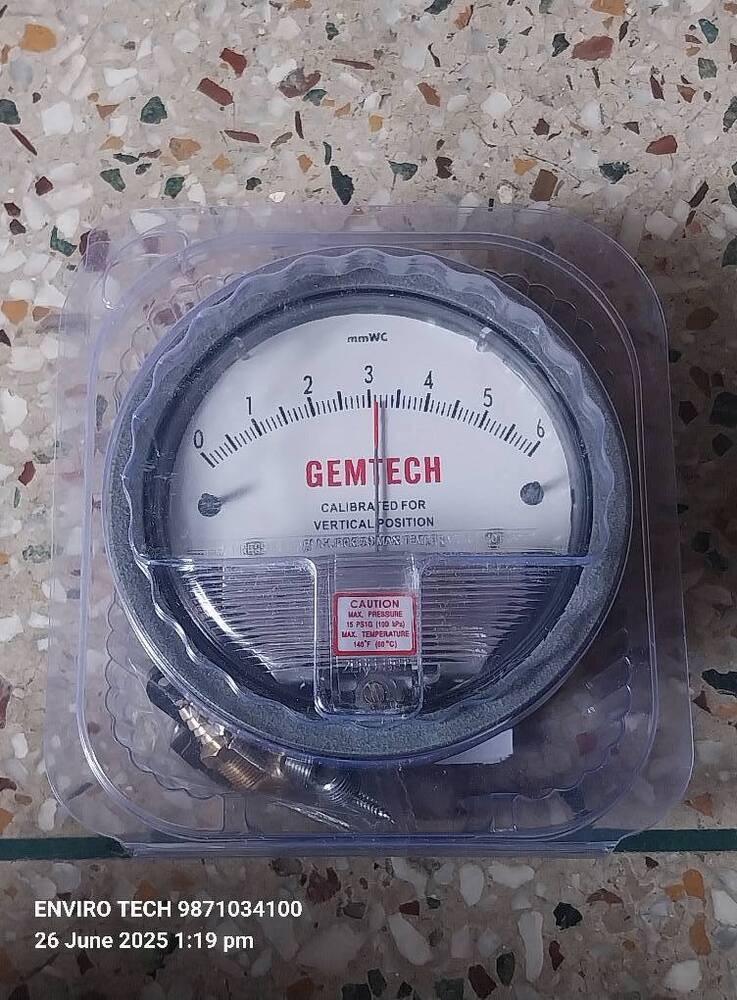 mmWC
0 1 2 3 4 5 6
GEMTECH
CALIBRATED FOR
VERTICAL POSITION
CAUTION
MAX. PRESSURE
15 PSIG (100 kPa)
MAX. TEMPERATURE
140°F (60°C)
ENVIRO TECH 9871034100
26 June 2025 1:19 pm